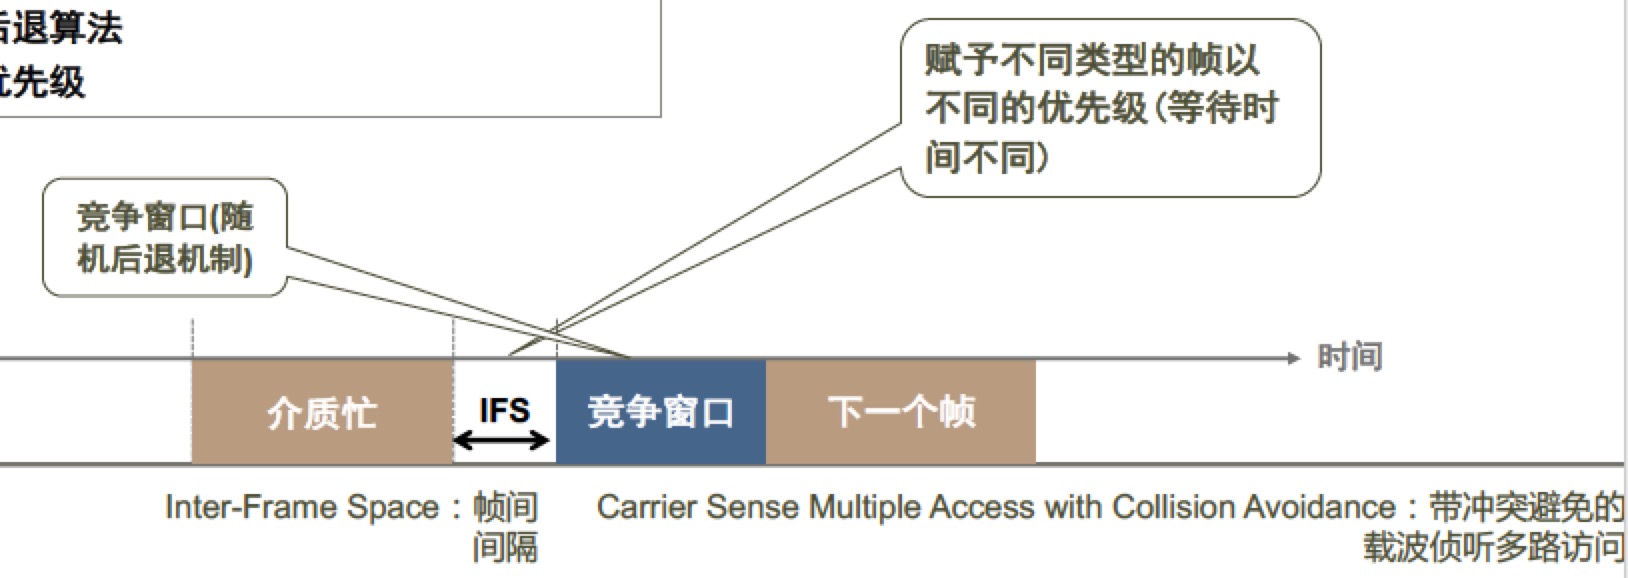 后退算法
优先级
赋予不同类型的帧以
不同的优先级(等待时
间不同)
竞争窗口(随
机后退机制)
时间
介质忙
IFS
竞争窗口
下一个帧
Inter-Frame Space：帧间
间隔
Carrier Sense Multiple Access with Collision Avoidance：带冲突避免的
载波侦听多路访问